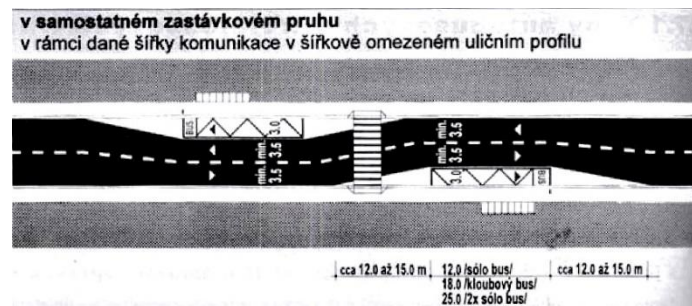 v samostatném zastávkovém pruhu
v rámci dané šířky komunikace v šířkově omezeném uličním profilu
BUS
3.0
min.
3.5
min.
3.5
min.
3.5
min.
3.5
3.0
BUS
cca 12.0 až 15.0 m
12.0 /sólo bus/
cca 12.0 až 15.0 m
18.0 /kloubový bus/
25.0 /2x sólo bus/